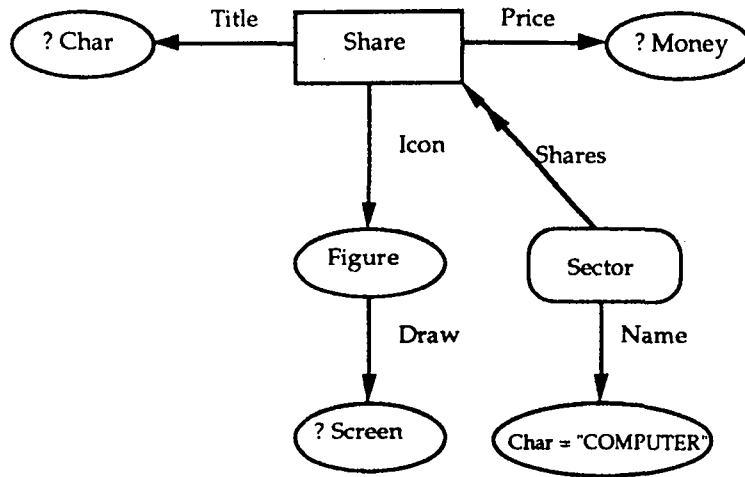 Title
Price
? Char
Share
? Money
Icon
Shares
Figure
Sector
Draw
Name
? Screen
Char = "COMPUTER"